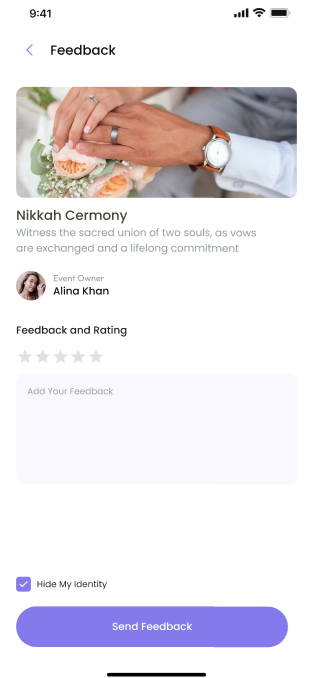 9:41
Feedback
Nikkah Cermony
Witness the sacred union of two souls, as vows
are exchanged and a lifelong commitment
Event Owner
Alina Khan
Feedback and Rating
Add Your Feedback
Hide My Identity
Send Feedback